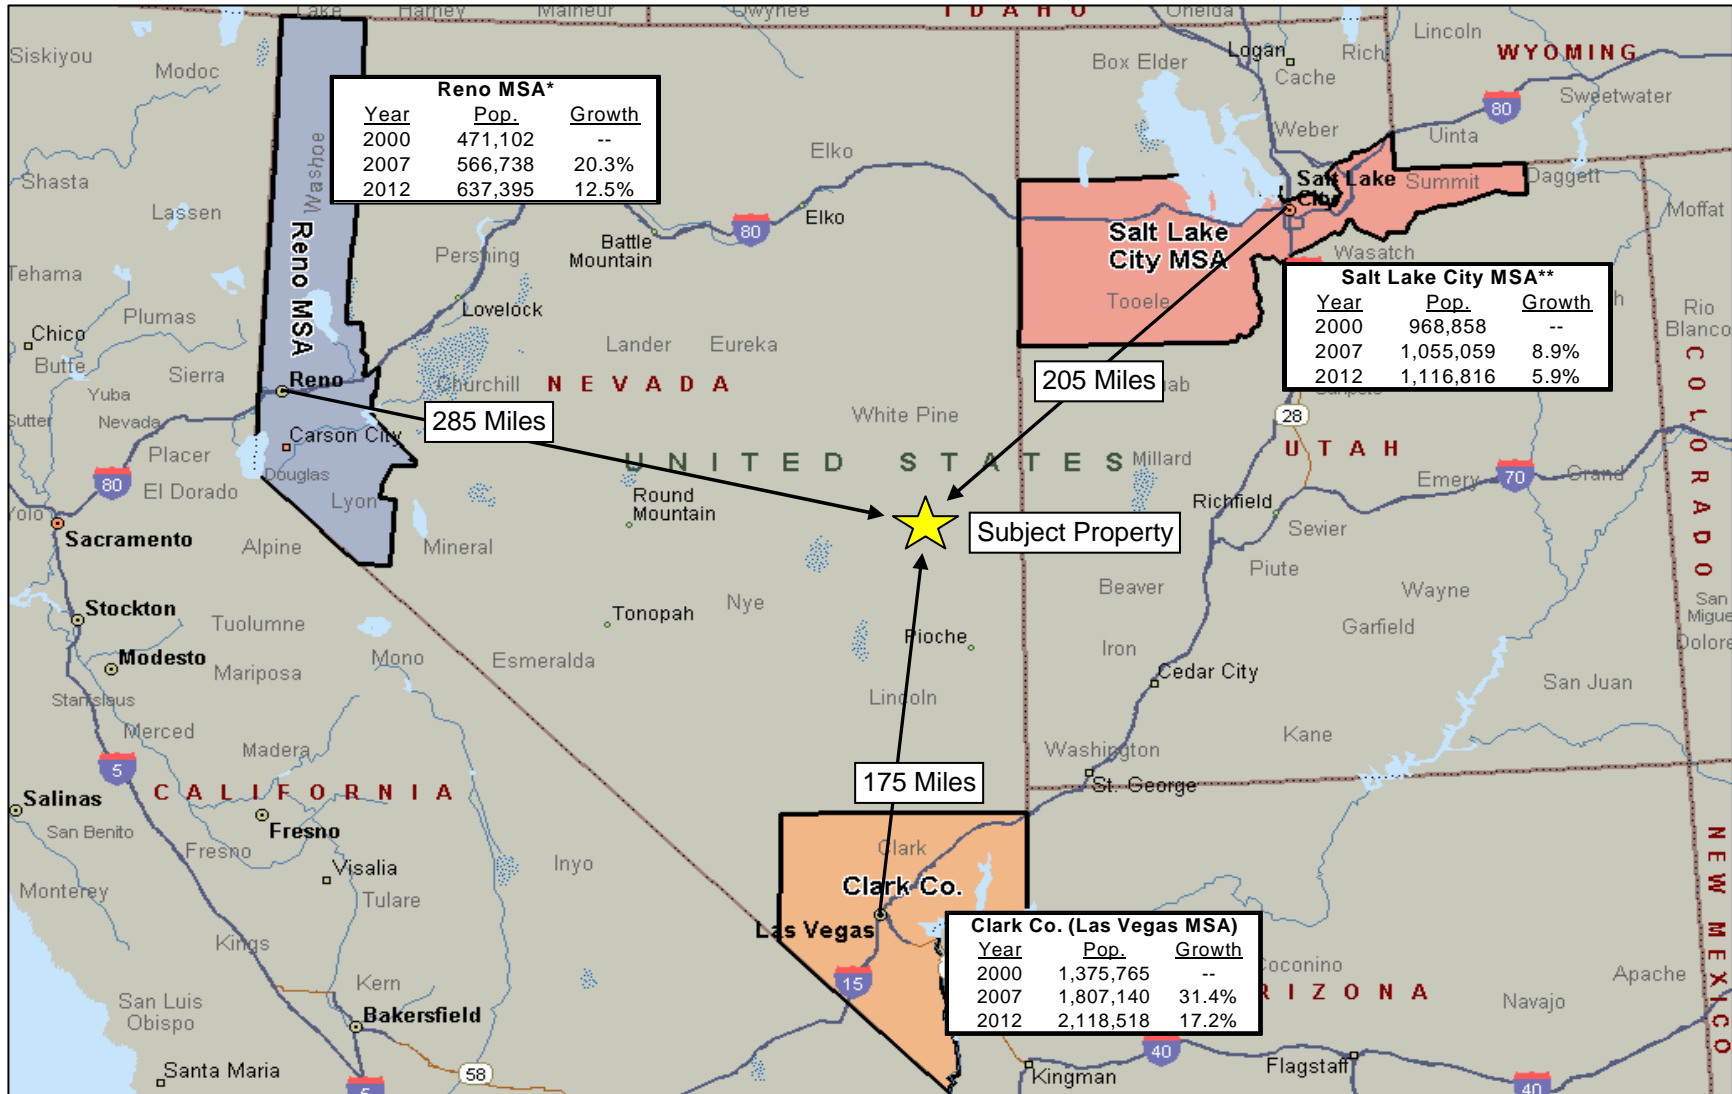 Lake Harney Malheur Owyhee IDAHO Oneida
Siskiyou Modoc
Logan Rich Lincoln WYOMING
Box Elder Cache
80 Sweetwater
Reno MSA*
Year Pop. Growth
2000 471,102 --
2007 566,738 20.3%
2012 637,395 12.5%
Washoe
Weber Uinta
Elko
Shasta
Salt Lake City
Summit Daggett
Lassen
Elko
Moffat
80
Battle Mountain
Reno MSA
Salt Lake City MSA
Pershing
Wasatch
Tehama
Salt Lake City MSA**
Year Pop. Growth
2000 968,858 --
2007 1,055,059 8.9%
2012 1,116,816 5.9%
Tooele
Lovelock
Rio Blanco
Plumas
Chico
Butte
Lander Eureka
Sierra
Reno
Churchill
NEVADA
205 Miles
COLORADO
Yuba
Sutter Nevada
285 Miles
White Pine
28
Carson City
Placer
Douglas
UNITED STATES
Millard
UTAH
80 El Dorado
Lyon
Round Mountain
Richfield
Emery 70 Grand
Yolo
Sacramento
Subject Property
Sevier
Alpine Mineral
Piute
Beaver Wayne
San Migue
Stockton
Tuolumne
Tonopah
Nye
Garfield
Dolore
Pioche
Iron
Modesto
Mono
Esmeralda
Mariposa
Cedar City
San Juan
Stanislaus
Lincoln
Merced
Madera
Washington
Kane
5
175 Miles
St. George
Salinas
CALIFORNIA
Fresno
San Benito
Fresno
Clark
Inyo
Visalia
Clark Co.
Monterey
Tulare
NEW MEXICO
Las Vegas
Kings
Clark Co. (Las Vegas MSA)
Year Pop. Growth
2000 1,375,765 --
2007 1,807,140 31.4%
2012 2,118,518 17.2%
Coconino
Apache
Kern
15
RIZONA
Navajo
San Luis Obispo
Bakersfield
40
Santa Maria
58
Kingman
Flagstaff
5
40